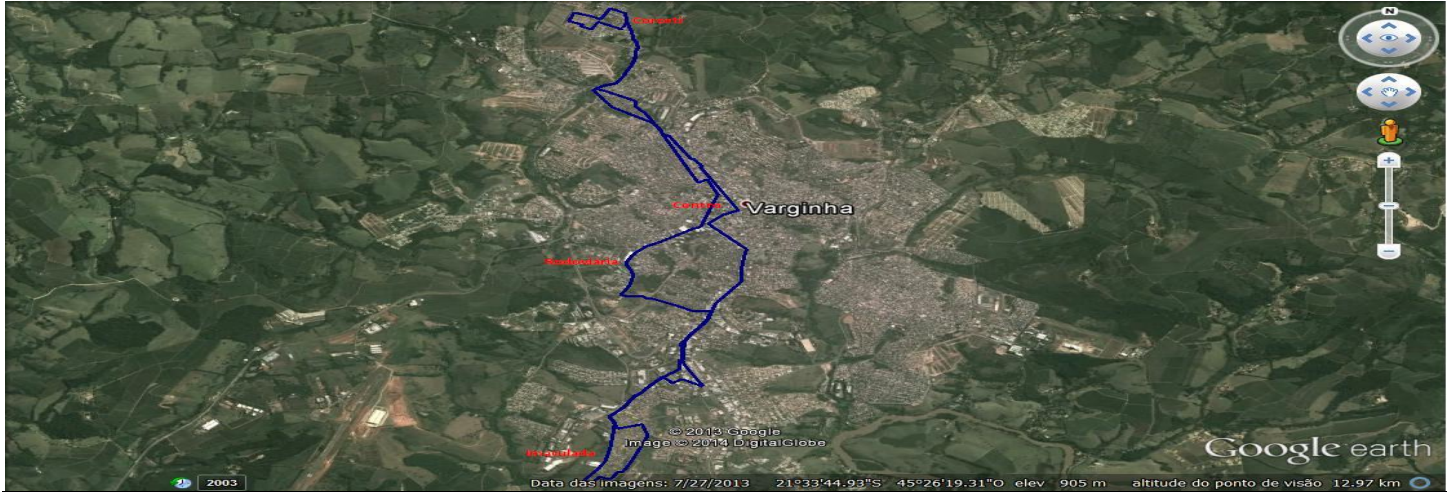 N
Centro
Varginha
Rodoviária
© 2013 Google
Image © 2014 DigitalGlobe
Google earth
2003
Data das imagens: 7/27/2013 21°33'44.93"S 45°26'19.31"O elev 905 m altitude do ponto de visão 12.97 km